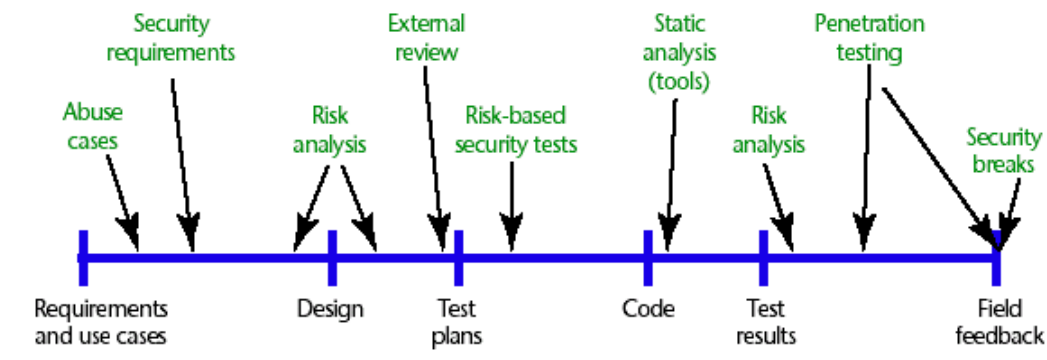 Security
requirements
External
review
Static
analysis
(tools)
Penetration
testing
Abuse
cases
Risk
analysis
Risk-based
security tests
Risk
analysis
Security
breaks
Requirements
and use cases
Design
Test
plans
Code
Test
results
Field
feedback